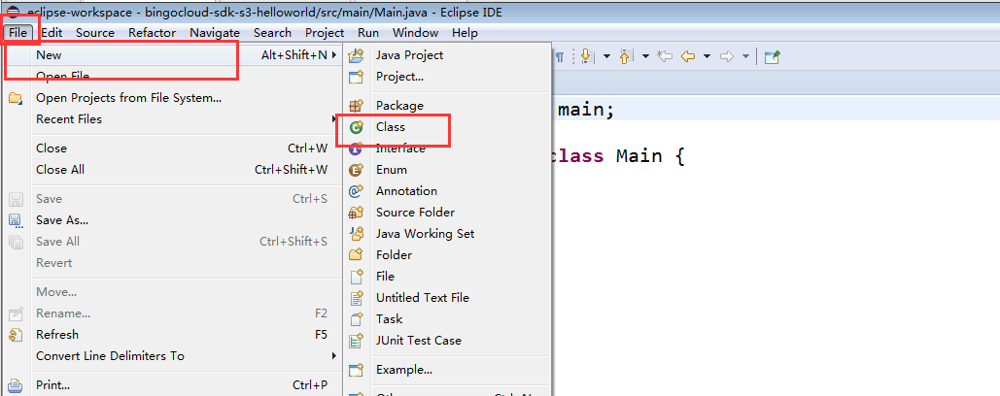 eclipse-workspace - bingocloud-sdk-s3-helloworld/src/main/Main.java - Eclipse IDE
File Edit Source Refactor Navigate Search Project Run Window Help
New Alt+Shift+N
Open File...
Open Projects from File System...
Recent Files
Close Ctrl+W
Close All Ctrl+Shift+W
Save Ctrl+S
Save As...
Save All Ctrl+Shift+S
Revert
Move...
Rename... F2
Refresh F5
Convert Line Delimiters To
Print... Ctrl+P
Java Project
Project...
Package
Class
Interface
Enum
Annotation
Source Folder
Java Working Set
Folder
File
Untitled Text File
Task
JUnit Test Case
Example...
main;
class Main {